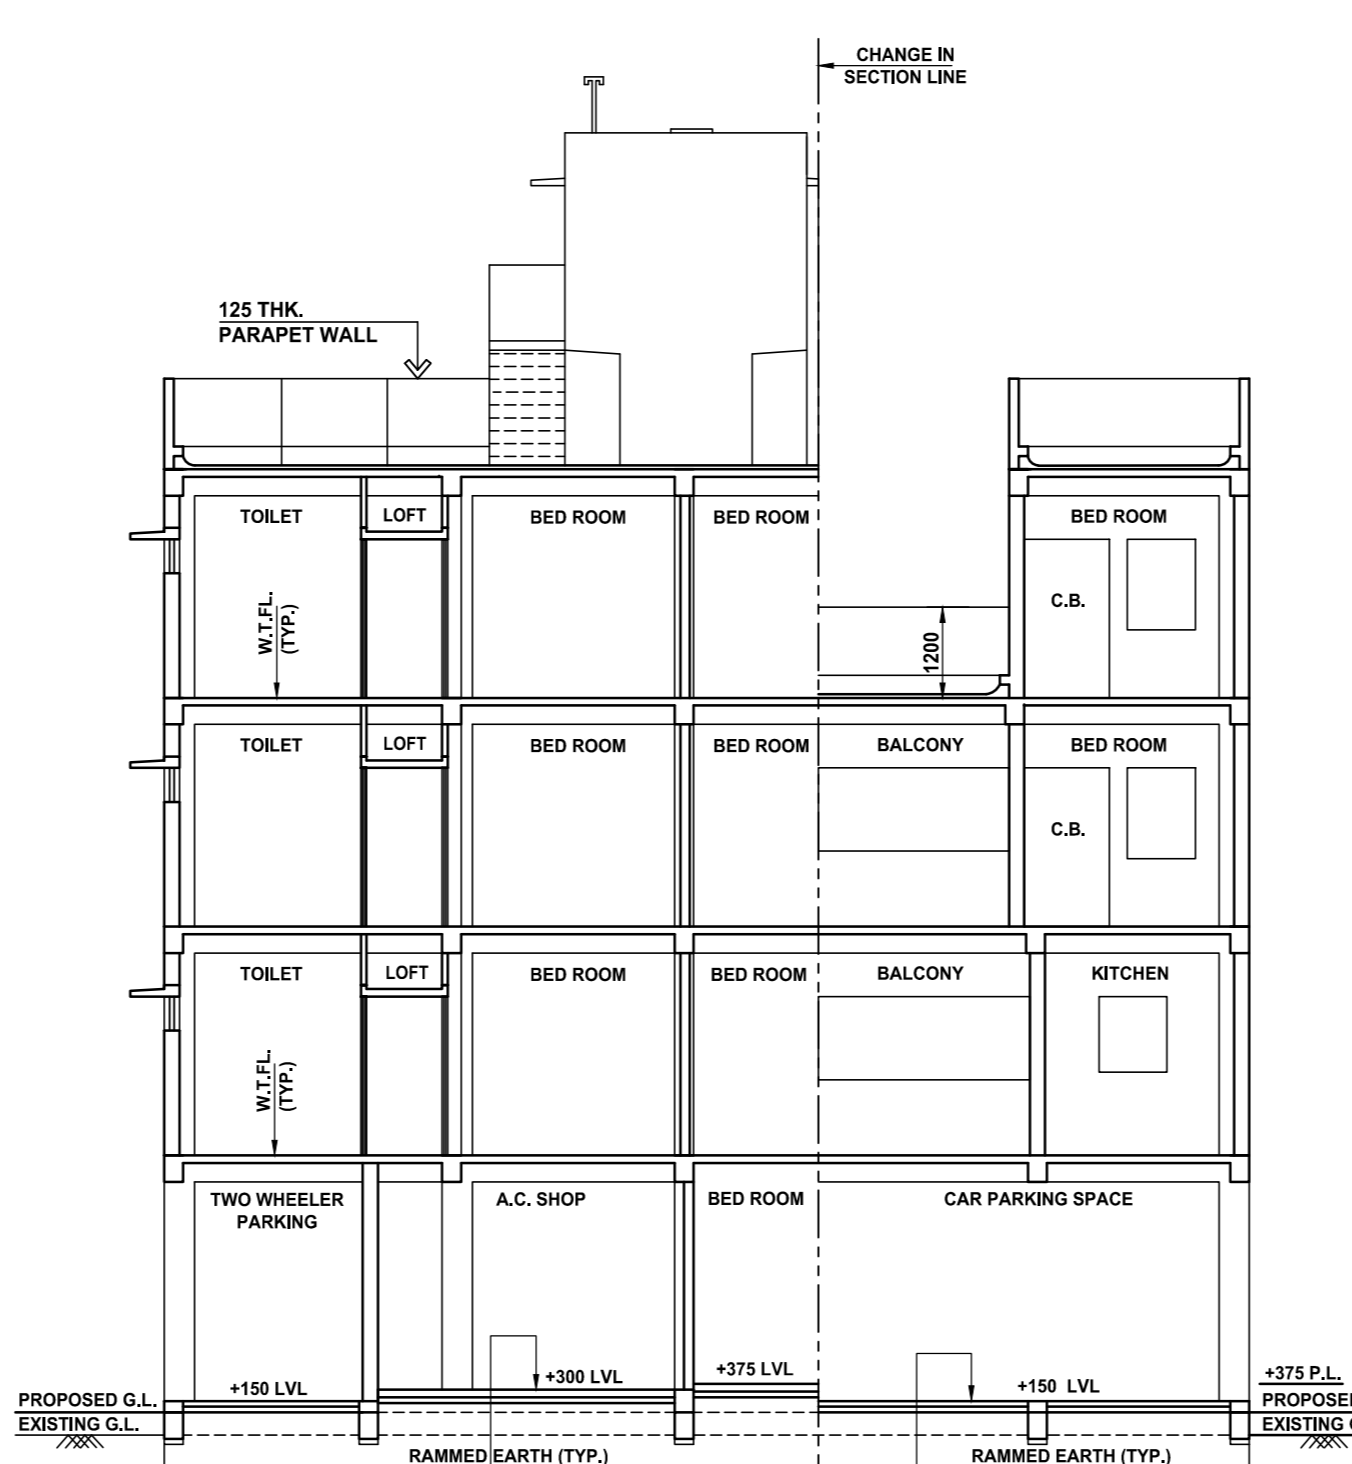 CHANGE IN
SECTION LINE
125 THK.
PARAPET WALL
TOILET
LOFT
BED ROOM
BED ROOM
BED ROOM
W.T.FL.
(TYP.)
C.B.
1200
TOILET
LOFT
BED ROOM
BED ROOM
BALCONY
BED ROOM
C.B.
TOILET
LOFT
BED ROOM
BED ROOM
BALCONY
KITCHEN
W.T.FL.
(TYP.)
TWO WHEELER
PARKING
A.C. SHOP
BED ROOM
CAR PARKING SPACE
+150 LVL
+300 LVL
+375 LVL
+150 LVL
+375 P.L.
PROPOSED G.L.
PROPOSE
EXISTING G.L.
EXISTING
RAMMED EARTH (TYP.)
RAMMED EARTH (TYP.)